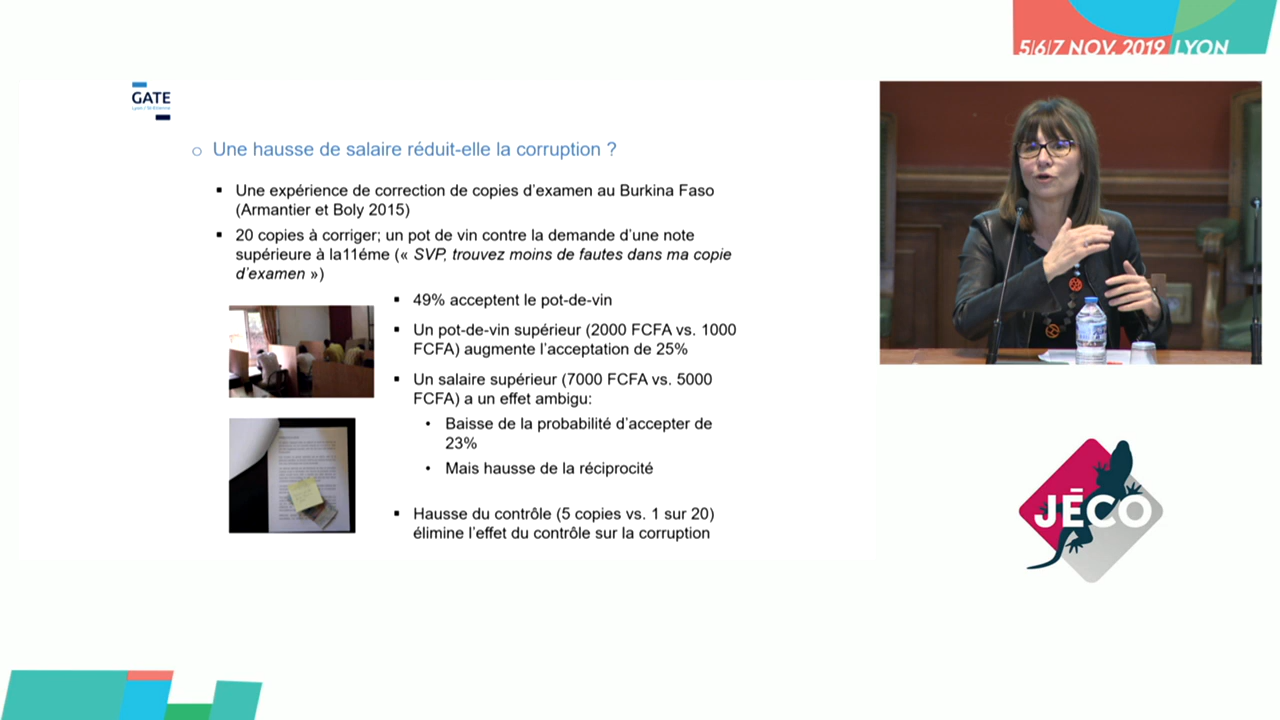 5|6|7 NOV. 2019 LYON
GATE
Lyon / St-Etienne
Une hausse de salaire réduit-elle la corruption ?
Une expérience de correction de copies d'examen au Burkina Faso
(Armantier et Boly 2015)
20 copies à corriger; un pot de vin contre la demande d'une note
supérieure à la11éme (« SVP, trouvez moins de fautes dans ma copie
d'examen »)
49% acceptent le pot-de-vin
Un pot-de-vin supérieur (2000 FCFA vs. 1000
FCFA) augmente l'acceptation de 25%
Un salaire supérieur (7000 FCFA vs. 5000
FCFA) a un effet ambigu:
Baisse de la probabilité d'accepter de
23%
Mais hausse de la réciprocité
Hausse du contrôle (5 copies vs. 1 sur 20)
élimine l'effet du contrôle sur la corruption
JÉCO